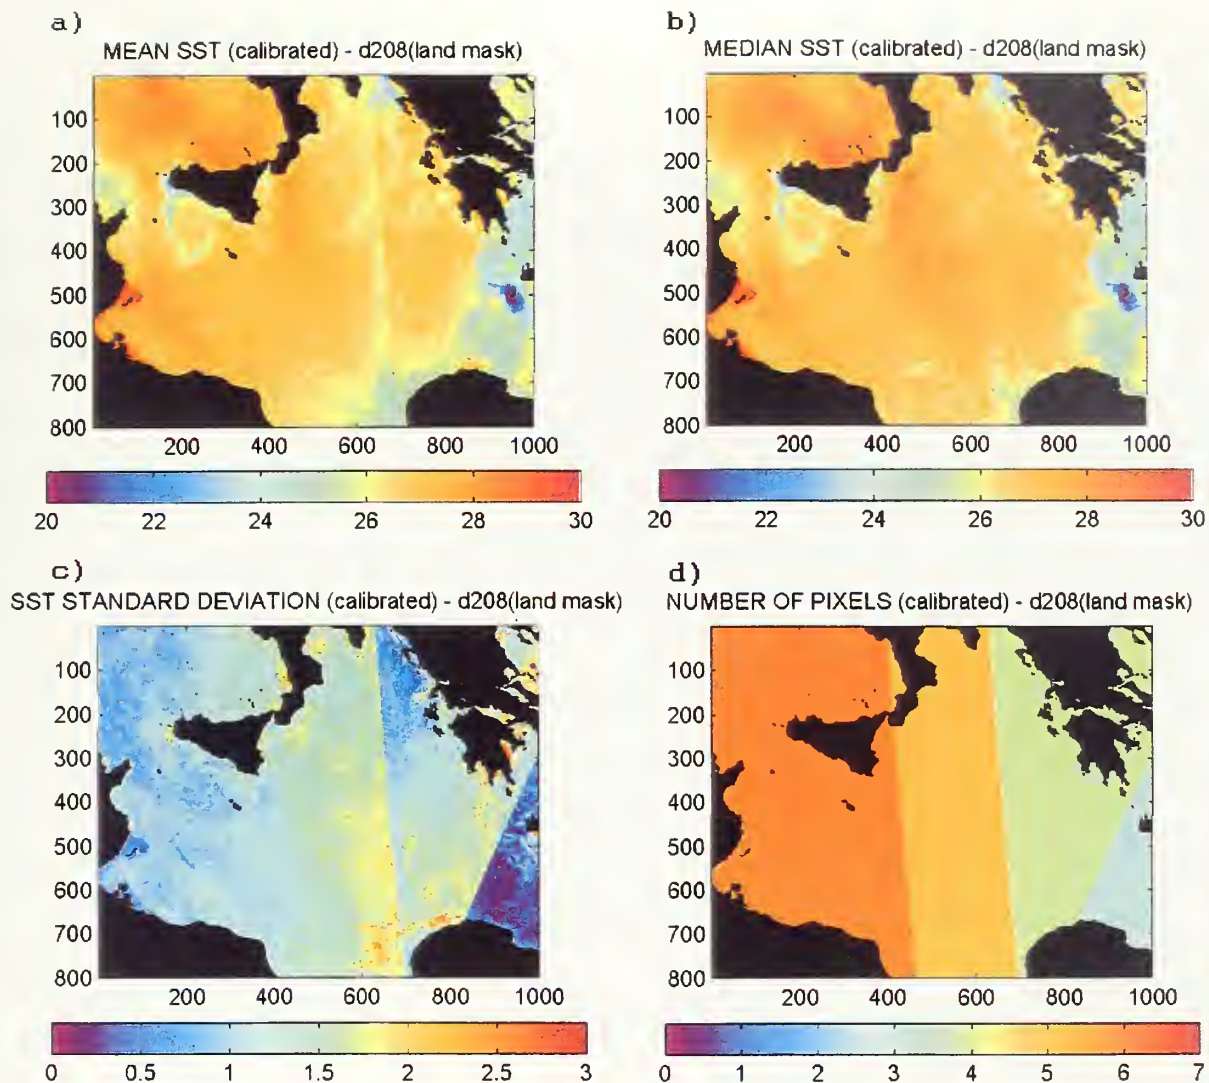 a)
MEAN SST (calibrated) - d208(land mask)
100
200
300
400
500
600
700
800
200 400 600 800 1000
20 22 24 26 28 30
b)
MEDIAN SST (calibrated) - d208(land mask)
100
200
300
400
500
600
700
800
200 400 600 800 1000
20 22 24 26 28 30
c)
SST STANDARD DEVIATION (calibrated) - d208(land mask)
100
200
300
400
500
600
700
800
200 400 600 800 1000
0 0.5 1 1.5 2 2.5 3
d)
NUMBER OF PIXELS (calibrated) - d208(land mask)
100
200
300
400
500
600
700
800
200 400 600 800 1000
0 1 2 3 4 5 6 7